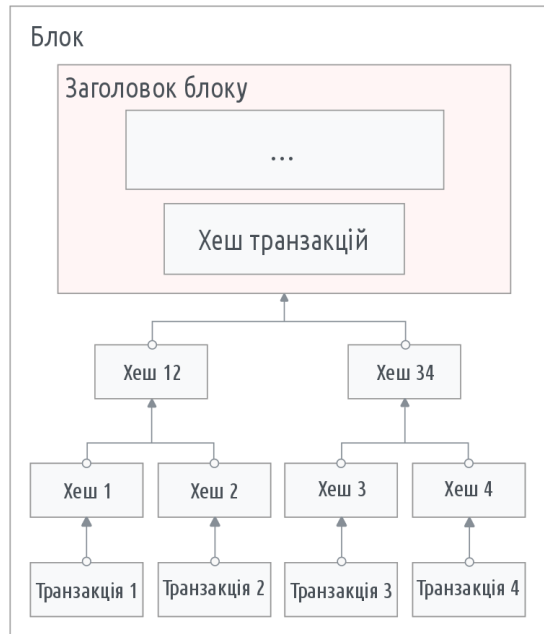 Блок
Заголовок блоку
...
Хеш транзакцій
Хеш 12
Хеш 34
Хеш 1
Хеш 2
Хеш 3
Хеш 4
Транзакція 1
Транзакція 2
Транзакція 3
Транзакція 4